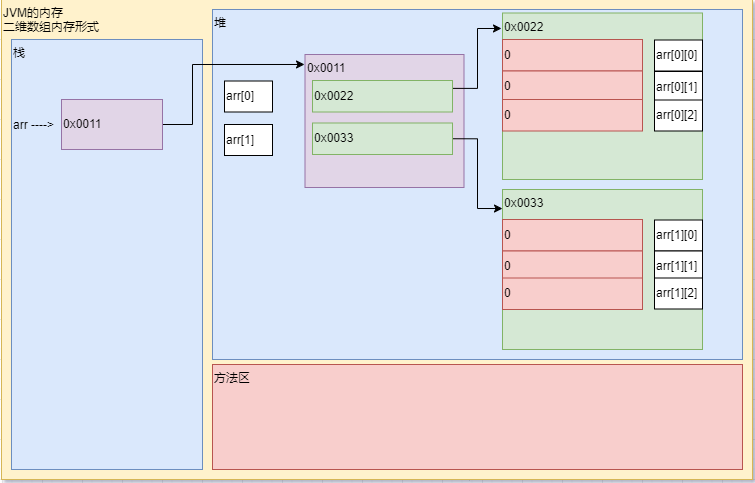 JVM的内存
二维数组内存形式
栈
arr ---->
0x0011
堆
0x0011
arr[0]
0x0022
arr[1]
0x0033
0x0022
0
arr[0][0]
0
arr[0][1]
0
arr[0][2]
0x0033
0
arr[1][0]
0
arr[1][1]
0
arr[1][2]
方法区